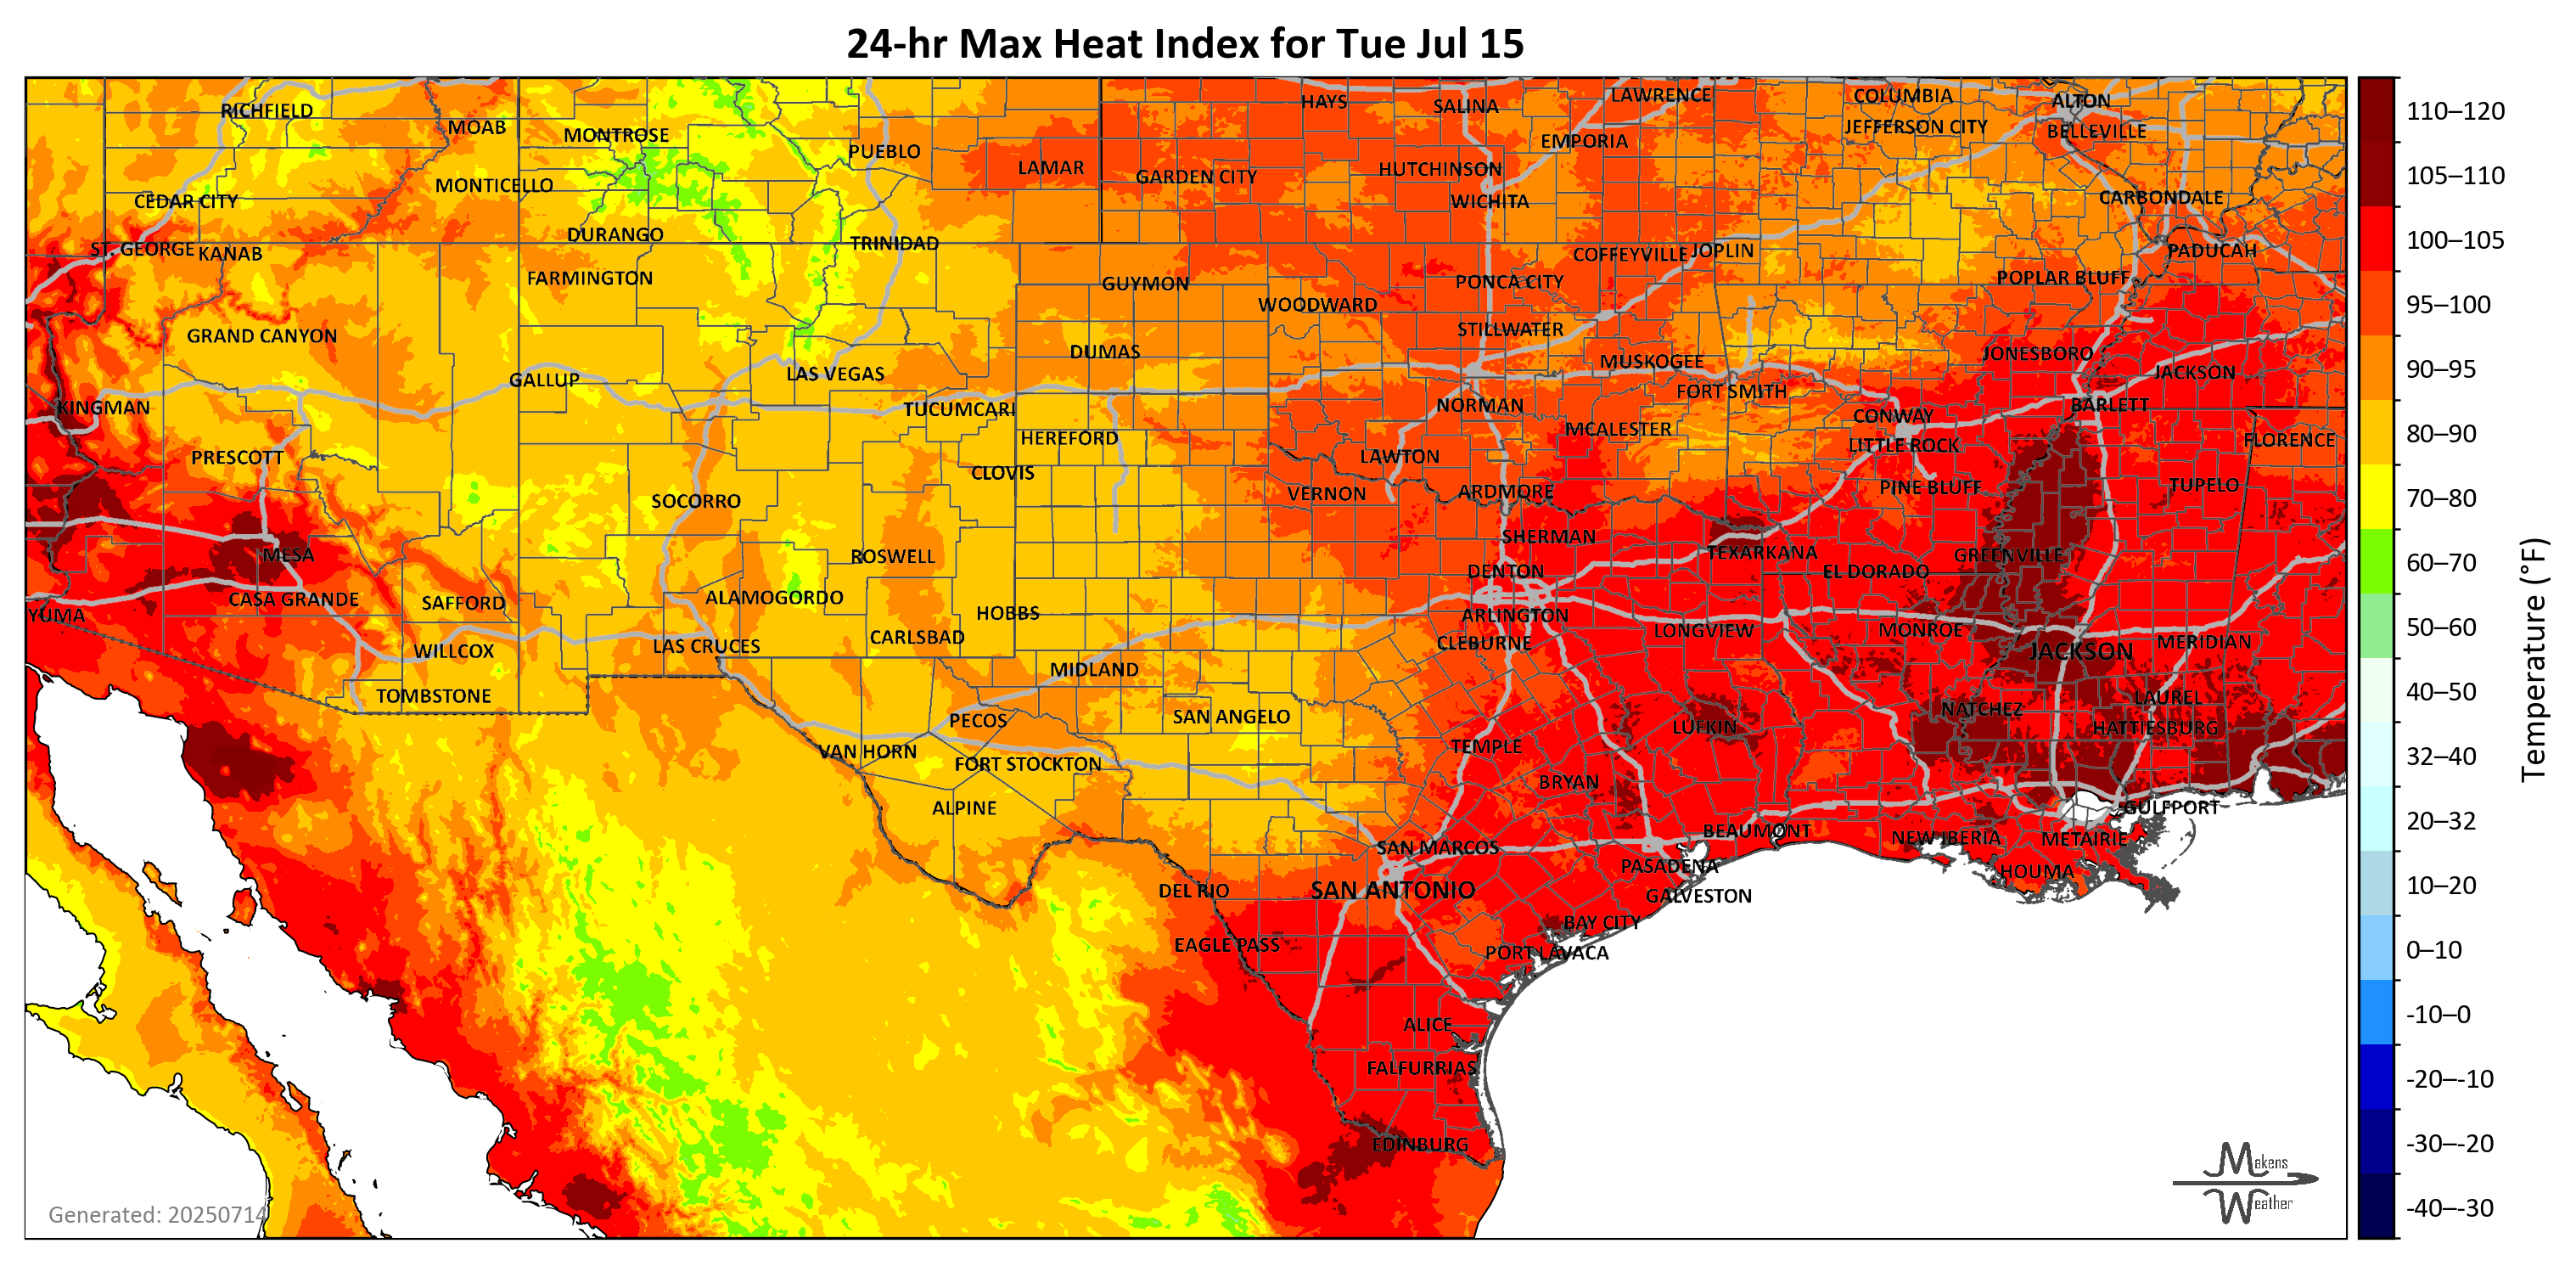 24-hr Max Heat Index for Tue Jul 15
RICHFIELD
MOAB
MONTROSE
PUEBLO
LAMAR
HAYS
SALINA
LAWRENCE
COLUMBIA
ALTON
JEFFERSON CITY
BELLEVILLE
EMPORIA
HUTCHINSON
GARDEN CITY
MONTICELLO
CEDAR CITY
WICHITA
CARBONDALE
DURANGO
TRINIDAD
ST. GEORGE
KANAB
COFFEYVILLE
JOPLIN
PADUCAH
FARMINGTON
GUYMON
PONCA CITY
POPLAR BLUFF
WOODWARD
GRAND CANYON
STILLWATER
DUMAS
JONESBORO
MUSKOGEE
GALLUP
LAS VEGAS
JACKSON
FORT SMITH
KINGMAN
TUCUMCARI
NORMAN
BARLETT
CONWAY
MCALESTER
HEREFORD
LITTLE ROCK
FLORENCE
PRESCOTT
LAWTON
CLOVIS
SOCORRO
VERNON
ARDMORE
PINE BLUFF
TUPELO
SHERMAN
MESA
ROSWELL
TEXARKANA
GREENVILLE
DENTON
EL DORADO
CASA GRANDE
SAFFORD
ALAMOGORDO
YUMA
HOBBS
ARLINGTON
CARLSBAD
LONGVIEW
MONROE
WILLCOX
LAS CRUCES
CLEBURNE
JACKSON
MERIDIAN
MIDLAND
TOMBSTONE
LAUREL
PECOS
SAN ANGELO
NATCHEZ
LUFKIN
HATTIESBURG
VAN HORN
FORT STOCKTON
TEMPLE
BRYAN
ALPINE
GULFPORT
BEAUMONT
NEW IBERIA
METAIRIE
SAN MARCOS
PASADENA
HOUMA
DEL RIO
SAN ANTONIO
GALVESTON
BAY CITY
EAGLE PASS
PORT LAVACA
ALICE
FALFURRIAS
EDINBURG
Generated: 20250714
Makens
Weather
110–120
105–110
100–105
95–100
90–95
80–90
70–80
60–70
50–60
40–50
32–40
20–32
10–20
0–10
-10–0
-20–-10
-30–-20
-40–-30
Temperature (°F)